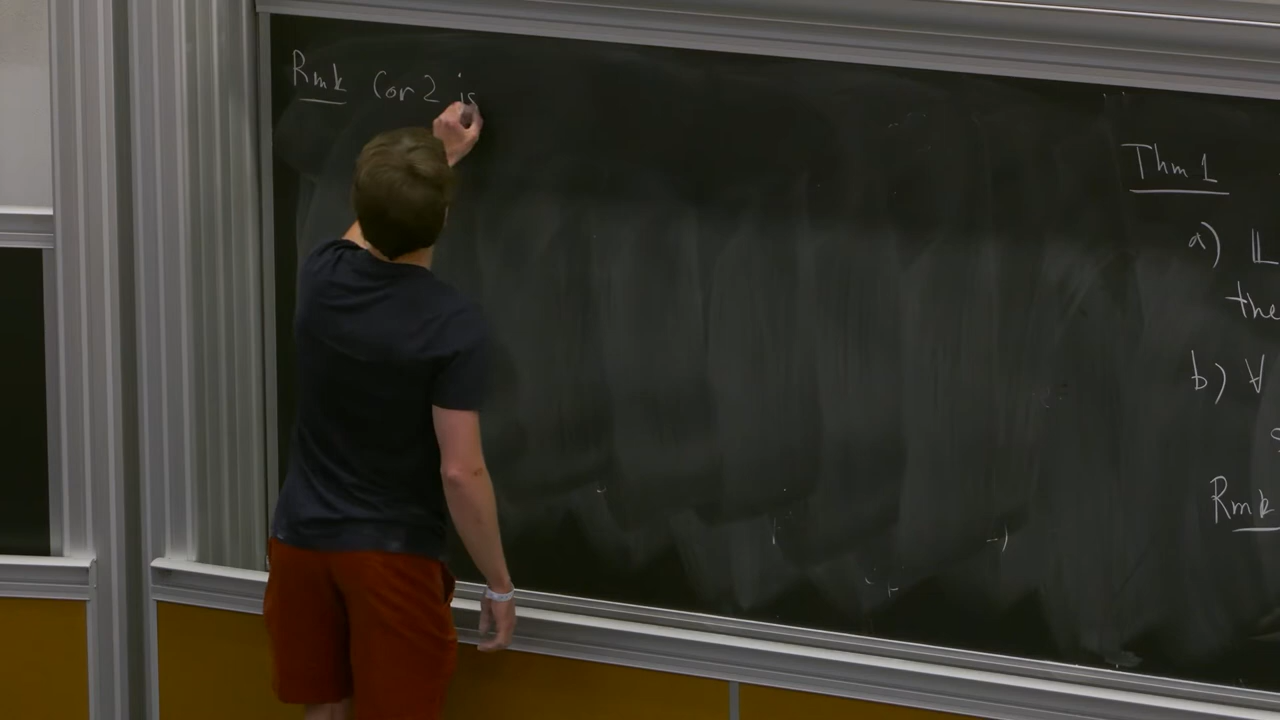 Rmk Cor 2 is
Thm 1
a) 𝕃
the
b) ∀
Rmk